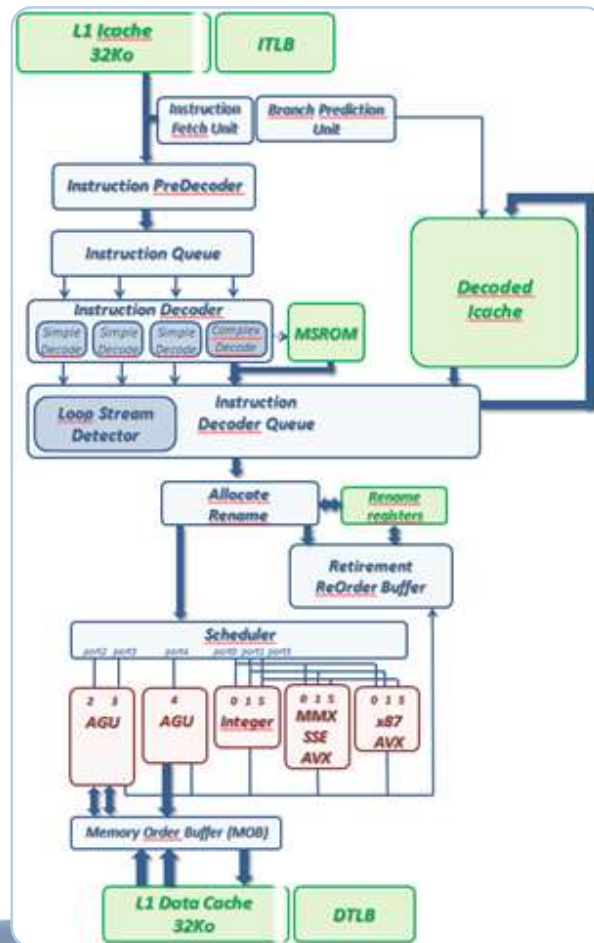 L1 Icache
32Ko
ITLB
Instruction
Fetch Unit
Branch Prediction
Unit
Instruction PreDecoder
Instruction Queue
Decoded
Icache
Instruction Decoder
Simple
Decode
Simple
Decode
Simple
Decode
Complex
Decode
MSROM
Loop Stream
Detector
Instruction
Decoder Queue
Allocate
Rename
Rename
registers
Retirement
ReOrder Buffer
Scheduler
port2 port3 port4 port0 port1 port5
2 3
AGU
4
AGU
0 1 5
Integer
0 1 5
MMX
SSE
AVX
0 1 5
x87
AVX
Memory Order Buffer (MOB)
L1 Data Cache
32Ko
DTLB